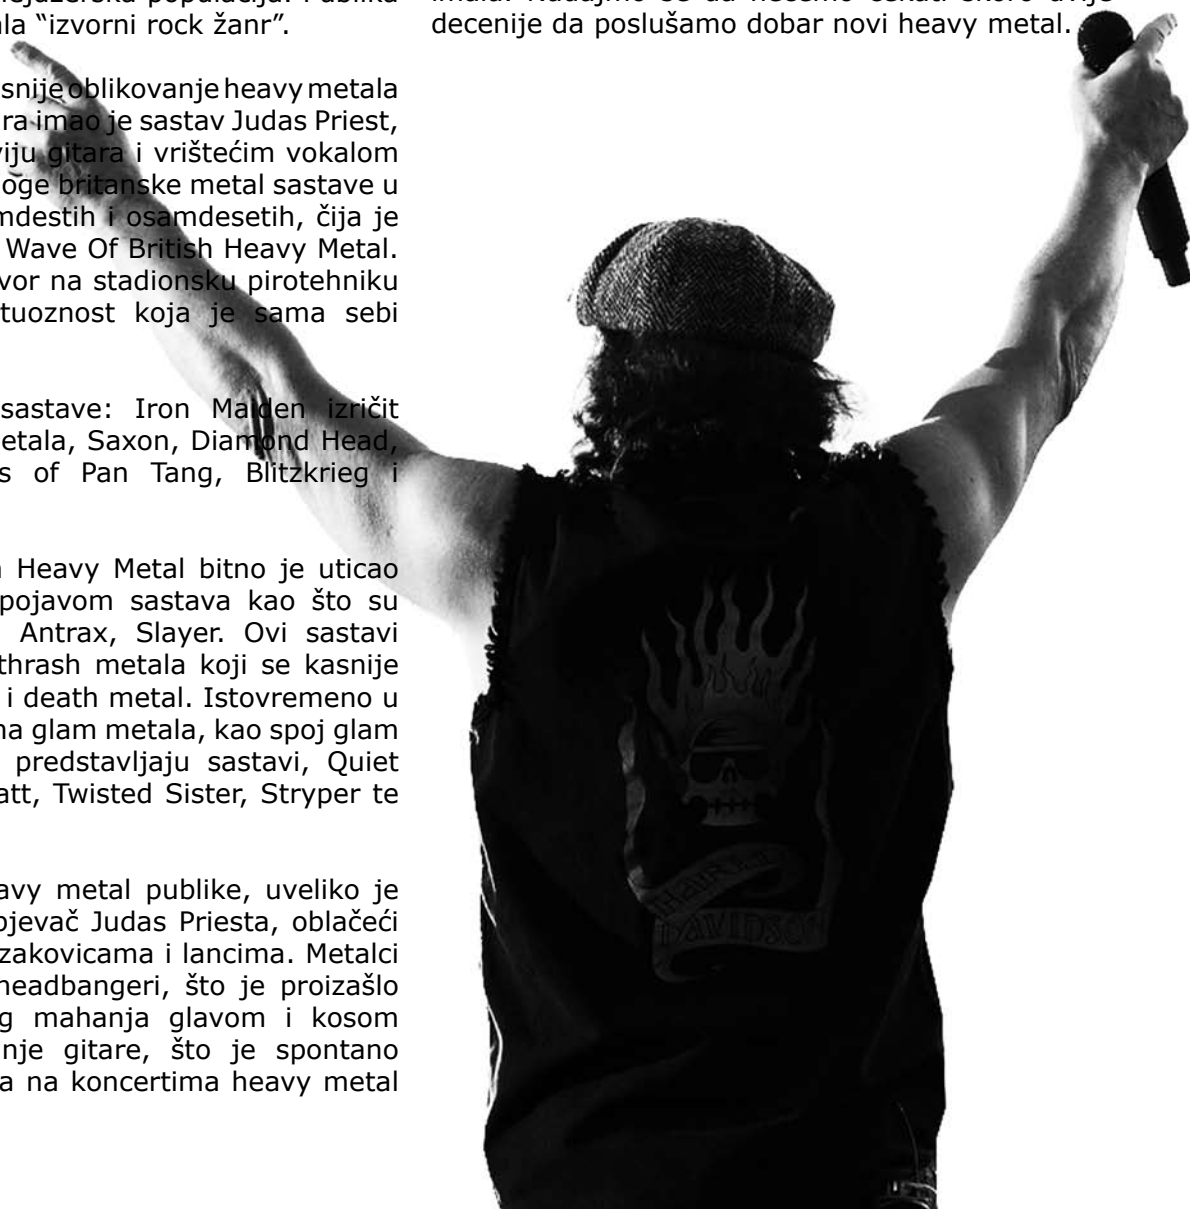 ala “izvorni rock žanr”.
snije oblikovanje heavy metala
ra imao je sastav Judas Priest,
viju gitara i vrištećim vokalom
oge britanske metal sastave u
mdestih i osamdesetih, čija je
Wave Of British Heavy Metal.
vor na stadionsku pirotehniku
tuoznost koja je sama sebi
sastave: Iron Maiden izričit
etala, Saxon, Diamond Head,
s of Pan Tang, Blitzkrieg i
Heavy Metal bitno je uticao
pojavom sastava kao što su
Antrax, Slayer. Ovi sastavi
thrash metala koji se kasnije
i death metal. Istovremeno u
na glam metala, kao spoj glam
predstavljaju sastavi, Quiet
att, Twisted Sister, Stryper te
avy metal publike, uveliko je
pjevač Judas Priesta, oblačeći
zakovicama i lancima. Metalci
headbangeri, što je proizašlo
g mahanja glavom i kosom
nje gitare, što je spontano
a na koncertima heavy metal
imala. Nadajmo se da nećemo čekati skoro dvije
decenije da poslušamo dobar novi heavy metal.
HARLEY
DAVIDSON